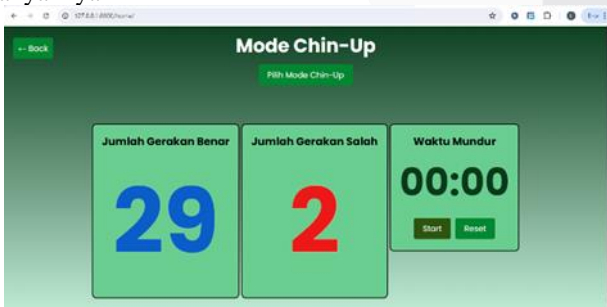 ← Back
Mode Chin-Up
Pilih Mode Chin-Up
Jumlah Gerakan Benar
Jumlah Gerakan Salah
Waktu Mundur
29
2
00:00
Start
Reset